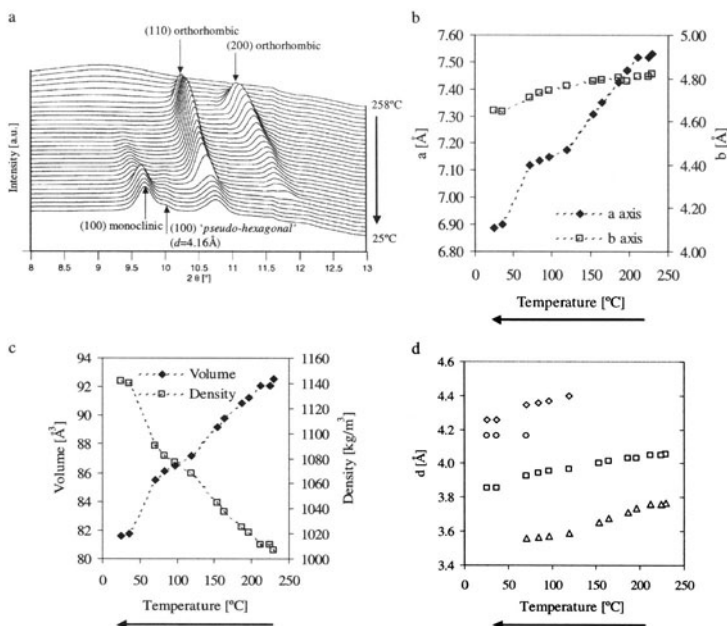 a
(110) orthorhombic
(200) orthorhombic
Intensity [a.u.]
258ºC
25ºC
(100) monoclinic
(100) 'pseudo-hexagonal'
(d=4.16Å)
8 8.5 9 9.5 10 10.5 11 11.5 12 12.5 13
2 θ [°]
b
7.60
7.50
7.40
7.30
7.20
7.10
7.00
6.90
6.80
a [Å]
5.00
4.80
4.60
4.40
4.20
4.00
b [Å]
a axis
b axis
0 50 100 150 200 250
Temperature [ºC]
c
94
92
90
88
86
84
82
80
Volume [Å³]
1160
1140
1120
1100
1080
1060
1040
1020
1000
Density [kg/m³]
Volume
Density
0 50 100 150 200 250
Temperature [ºC]
d
4.6
4.4
4.2
4.0
3.8
3.6
3.4
d [Å]
0 50 100 150 200 250
Temperature [ºC]